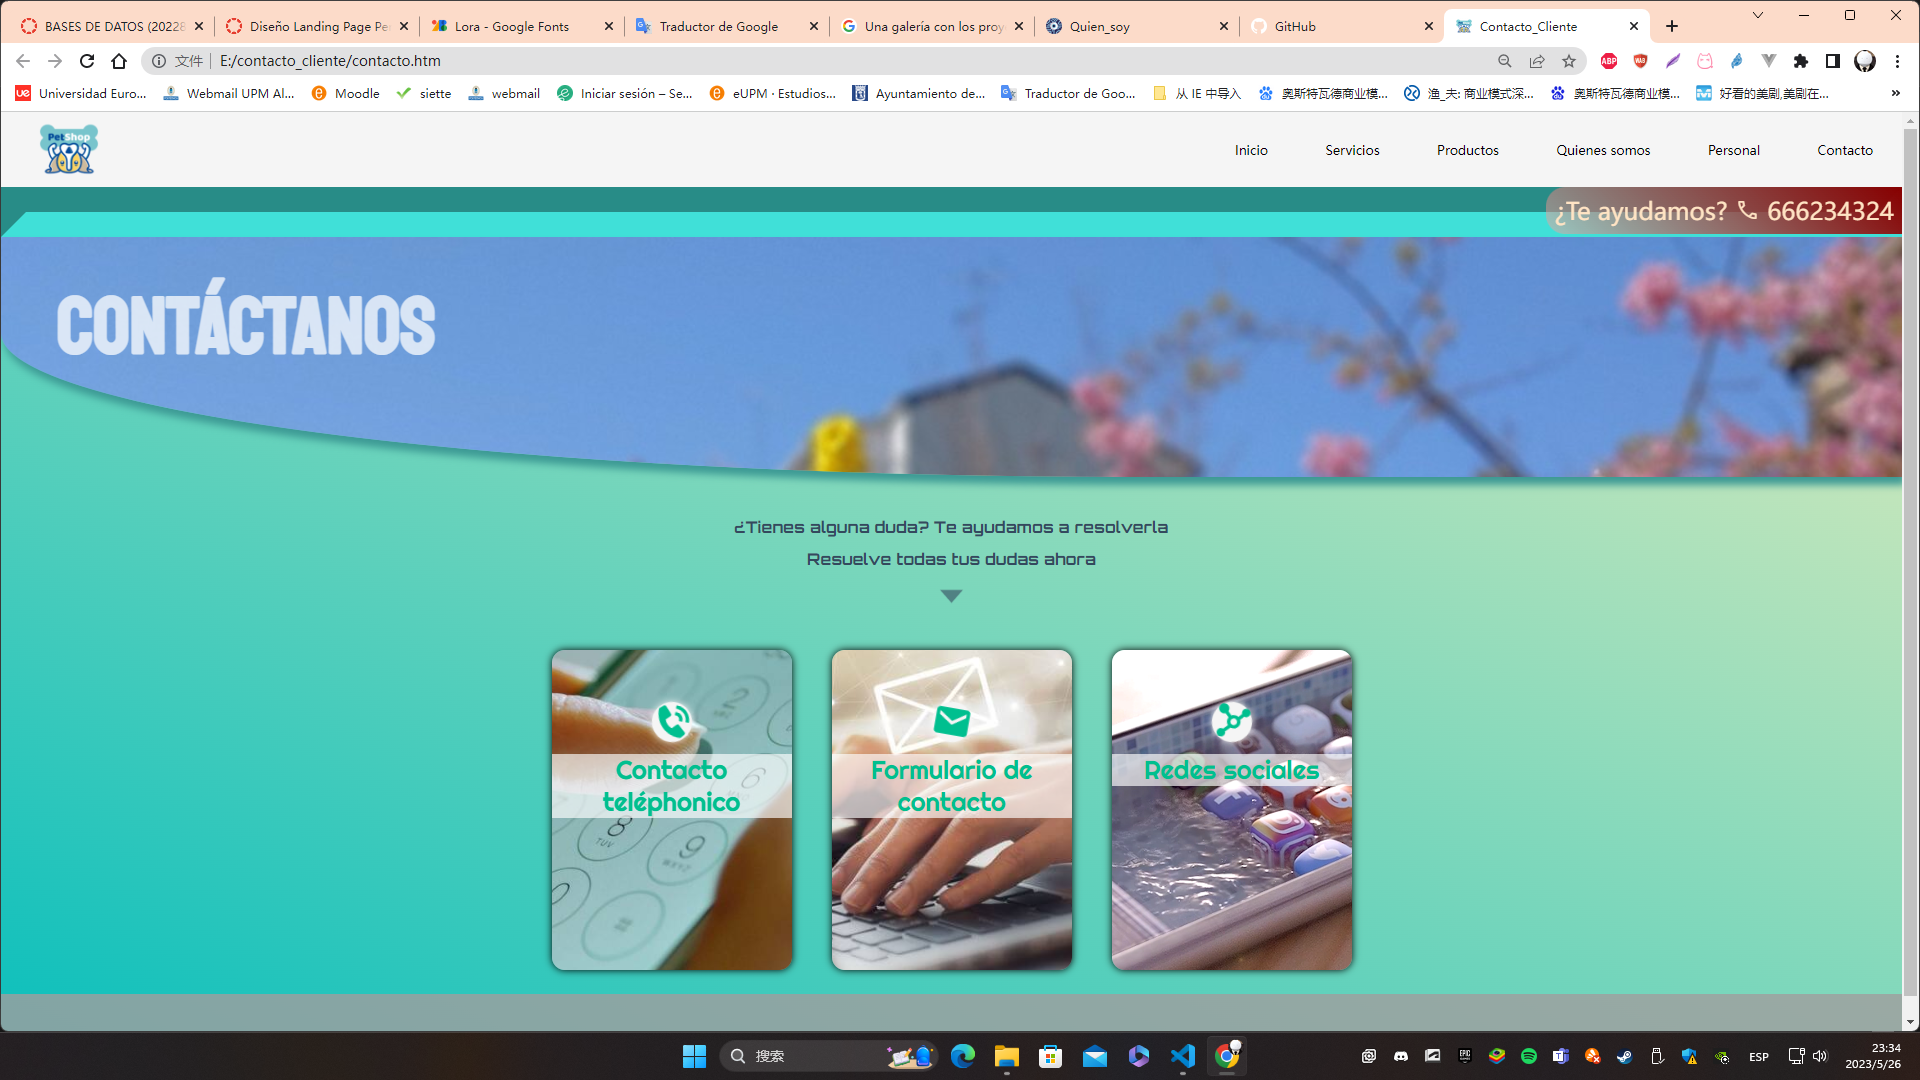 BASES DE DATOS (20228
Diseño Landing Page Pe
Lora - Google Fonts
Traductor de Google
Una galería con los proy
Quien_soy
GitHub
Contacto_Cliente
文件
E:/contacto_cliente/contacto.htm
ABP
Universidad Euro...
Webmail UPM Al...
Moodle
siette
webmail
Iniciar sesión – Se...
eUPM · Estudios...
Ayuntamiento de...
Traductor de Goo...
从 IE 中导入
奥斯特瓦德商业模...
渔_夫: 商业模式深...
奥斯特瓦德商业模...
好看的美剧,美剧在...
»
PetShop
Inicio
Servicios
Productos
Quienes somos
Personal
Contacto
¿Te ayudamos? 666234324
CONTÁCTANOS
¿Tienes alguna duda? Te ayudamos a resolverla
Resuelve todas tus dudas ahora
Contacto
teléphonico
Formulario de
contacto
Redes sociales
搜索
ESP
23:34
2023/5/26